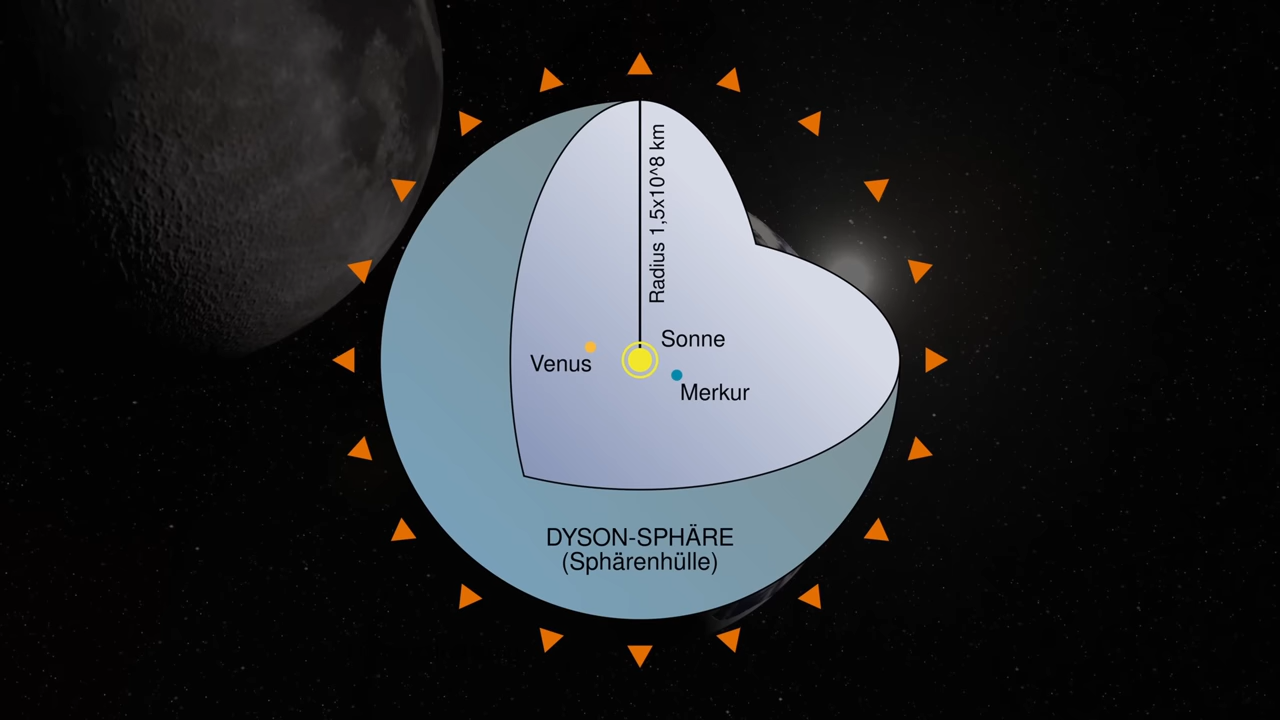 Radius 1,5x10^8 km
Sonne
Venus
Merkur
DYSON-SPHÄRE
(Sphärenhülle)